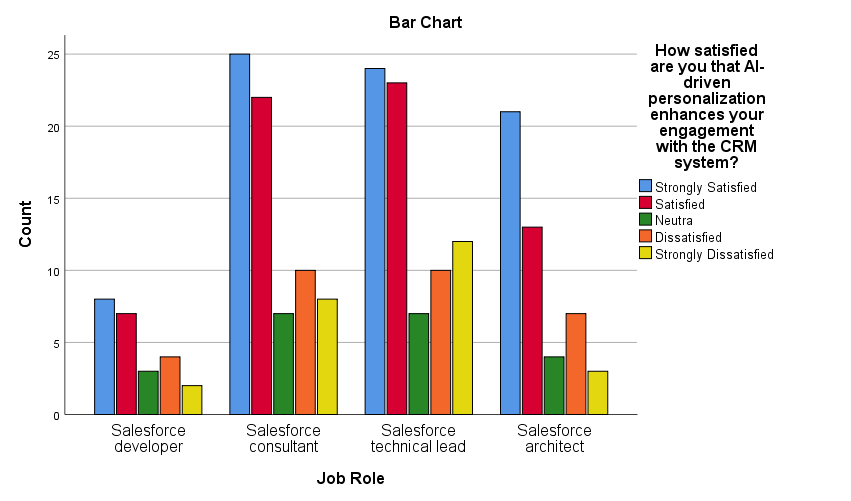 Bar Chart
How satisfied
are you that AI-
driven
personalization
enhances your
engagement
with the CRM
system?
Strongly Satisfied
Satisfied
Neutra
Dissatisfied
Strongly Dissatisfied
Count
25
20
15
10
5
0
Salesforce
developer
Salesforce
consultant
Salesforce
technical lead
Salesforce
architect
Job Role